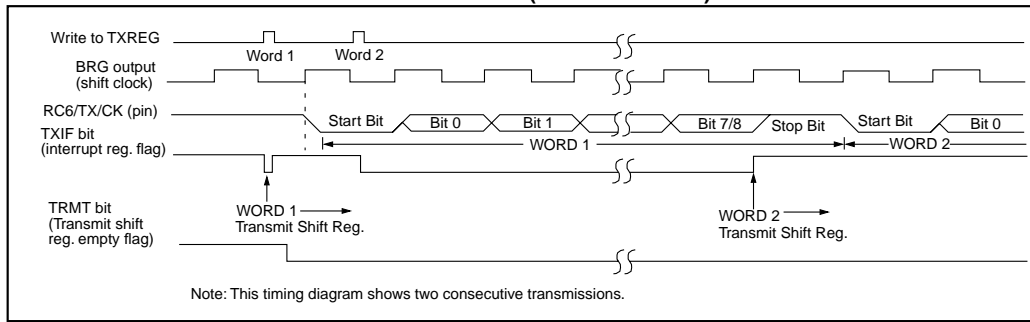 Write to TXREG
Word 1
Word 2
BRG output
(shift clock)
RC6/TX/CK (pin)
Start Bit
Bit 0
Bit 1
Bit 7/8
Stop Bit
Start Bit
Bit 0
TXIF bit
(interrupt reg. flag)
WORD 1
WORD 2
TRMT bit
(Transmit shift
reg. empty flag)
WORD 1
Transmit Shift Reg.
WORD 2
Transmit Shift Reg.
Note: This timing diagram shows two consecutive transmissions.